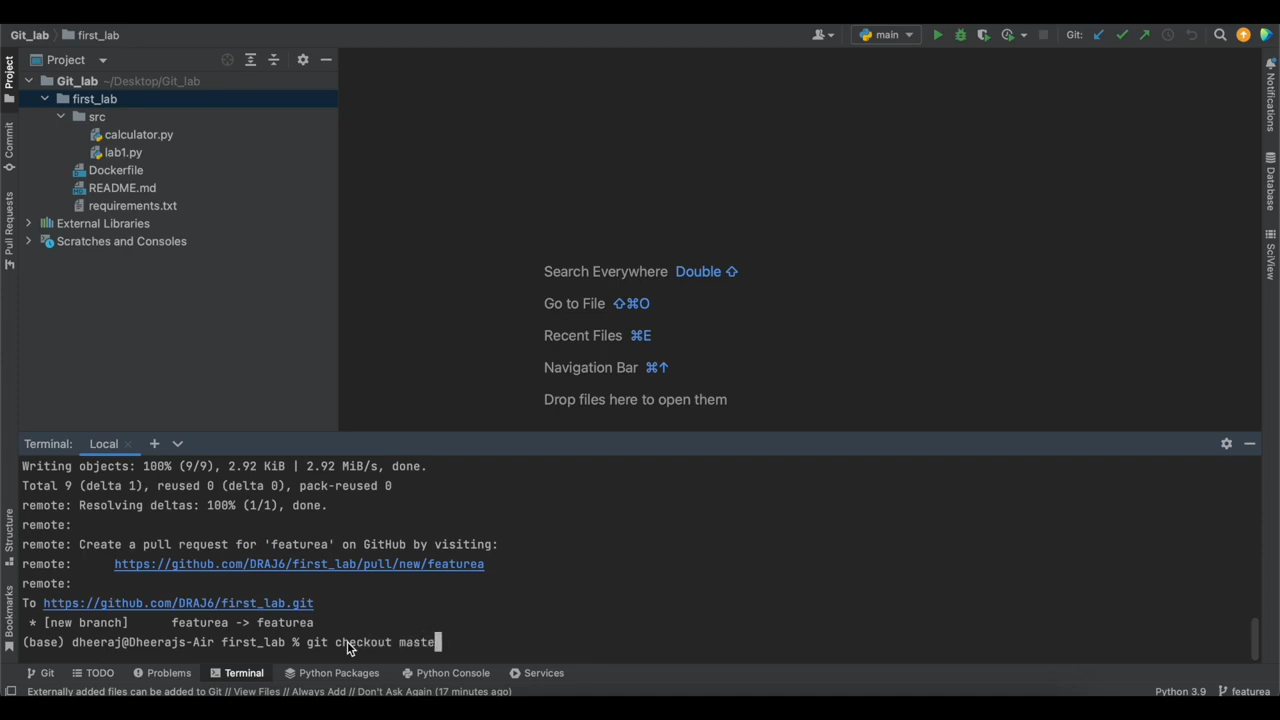 Git_lab first_lab
main
Git:
Project
Git_lab ~/Desktop/Git_lab
first_lab
src
calculator.py
lab1.py
Dockerfile
README.md
requirements.txt
External Libraries
Scratches and Consoles
Project
Commit
Pull Requests
Structure
Bookmarks
Search Everywhere Double ⇧
Go to File ⇧⌘O
Recent Files ⌘E
Navigation Bar ⌘↑
Drop files here to open them
Notifications
Database
SciView
Terminal: Local
Writing objects: 100% (9/9), 2.92 KiB | 2.92 MiB/s, done.
Total 9 (delta 1), reused 0 (delta 0), pack-reused 0
remote: Resolving deltas: 100% (1/1), done.
remote:
remote: Create a pull request for 'featurea' on GitHub by visiting:
remote: https://github.com/DRAJ6/first_lab/pull/new/featurea
remote:
To https://github.com/DRAJ6/first_lab.git
* [new branch] featurea -> featurea
(base) dheeraj@Dheerajs-Air first_lab % git checkout maste
Git TODO Problems Terminal Python Packages Python Console Services
Externally added files can be added to Git // View Files // Always Add // Don't Ask Again (17 minutes ago)
Python 3.9 featurea